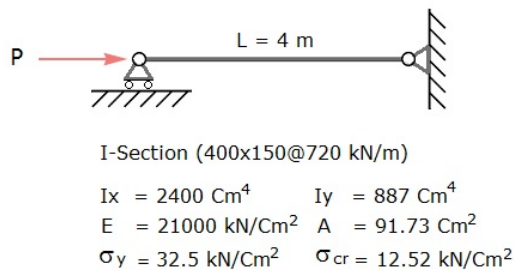 P
L = 4 m
I-Section (400x150@720 kN/m)
Ix = 2400 Cm⁴ Iy = 887 Cm⁴
E = 21000 kN/Cm² A = 91.73 Cm²
σy = 32.5 kN/Cm² σcr = 12.52 kN/Cm²